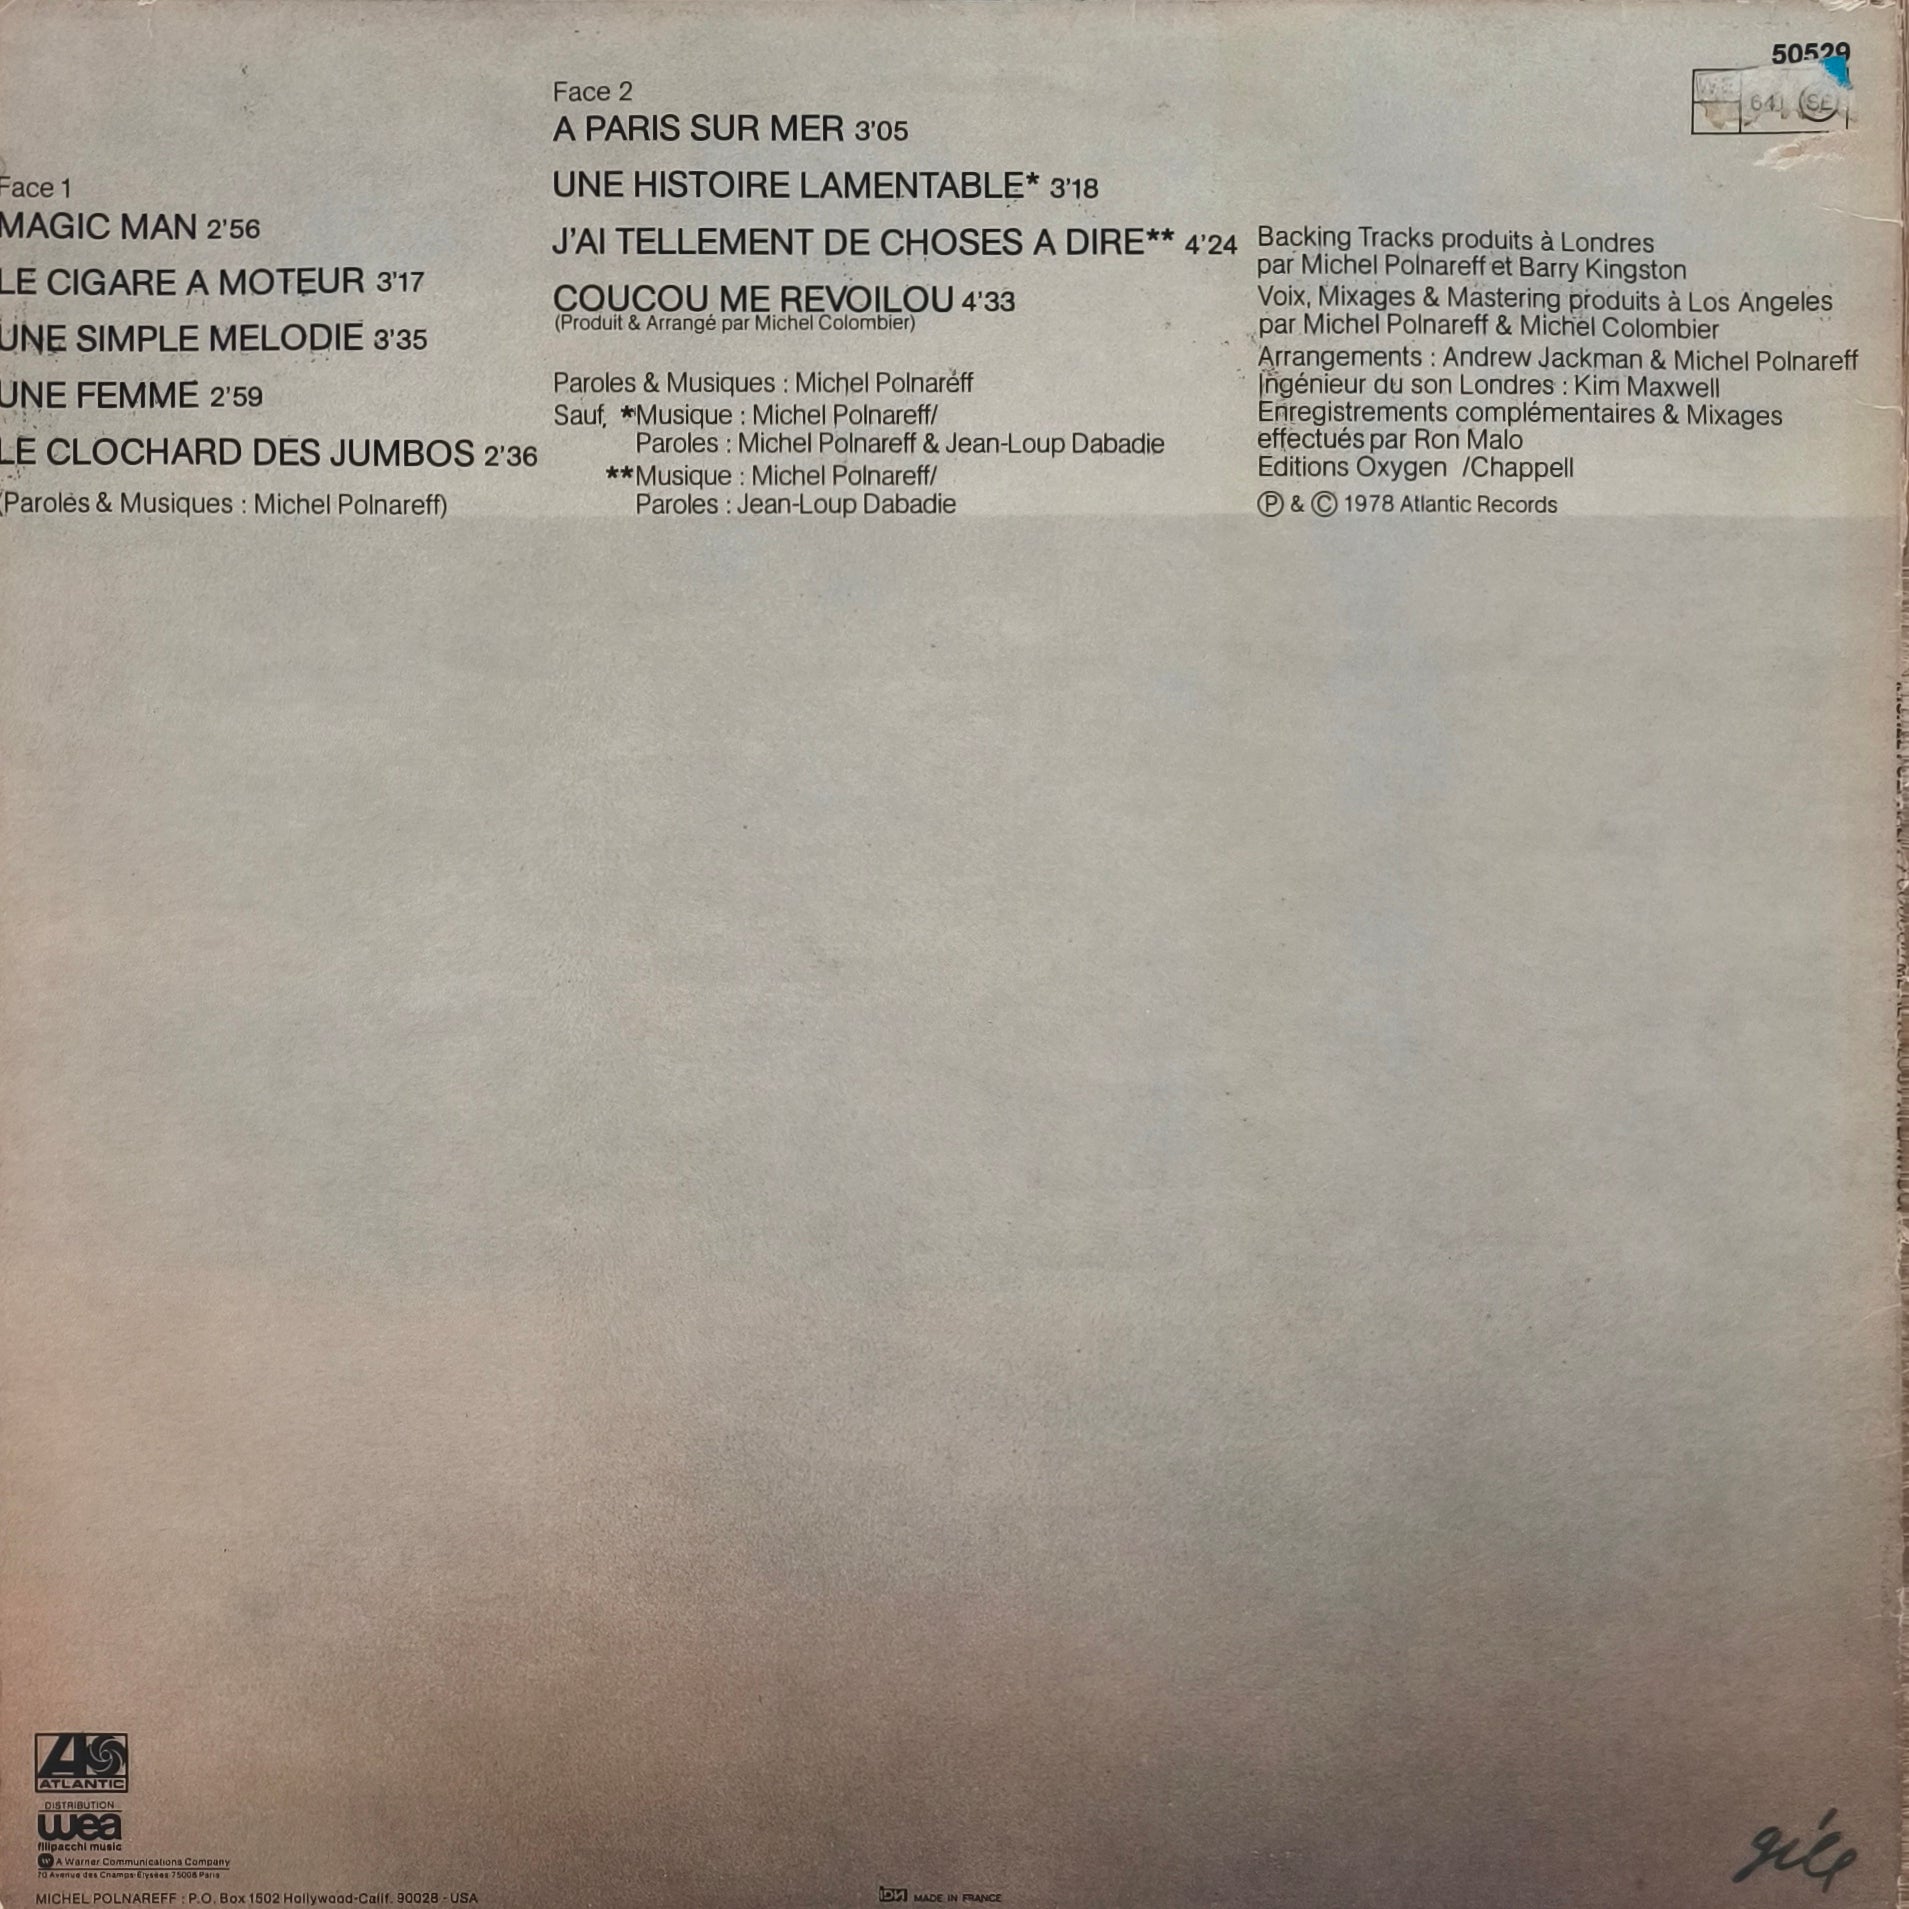 50529
Face 1
MAGIC MAN 2'56
LE CIGARE A MOTEUR 3'17
UNE SIMPLE MELODIE 3'35
UNE FEMME 2'59
LE CLOCHARD DES JUMBOS 2'36
(Paroles & Musiques : Michel Polnareff)
Face 2
A PARIS SUR MER 3'05
UNE HISTOIRE LAMENTABLE* 3'18
J'AI TELLEMENT DE CHOSES A DIRE** 4'24
COUCOU ME REVOILOU 4'33
(Produit & Arrangé par Michel Colombier)
Paroles & Musiques : Michel Polnareff
Sauf, *Musique : Michel Polnareff/
Paroles : Michel Polnareff & Jean-Loup Dabadie
**Musique : Michel Polnareff/
Paroles : Jean-Loup Dabadie
Backing Tracks produits à Londres
par Michel Polnareff et Barry Kingston
Voix, Mixages & Mastering produits à Los Angeles
par Michel Polnareff & Michel Colombier
Arrangements : Andrew Jackman & Michel Polnareff
Ingénieur du son Londres : Kim Maxwell
Enregistrements complémentaires & Mixages
effectués par Ron Malo
Editions Oxygen /Chappell
Ⓟ & © 1978 Atlantic Records
ATLANTIC
DISTRIBUTION
wea
filipacchi music
A Warner Communications Company
70 Avenue des Champs-Elysées 75008 Paris
MICHEL POLNAREFF : P.O. Box 1502 Hollywood-Calif. 90028 - USA
MADE IN FRANCE